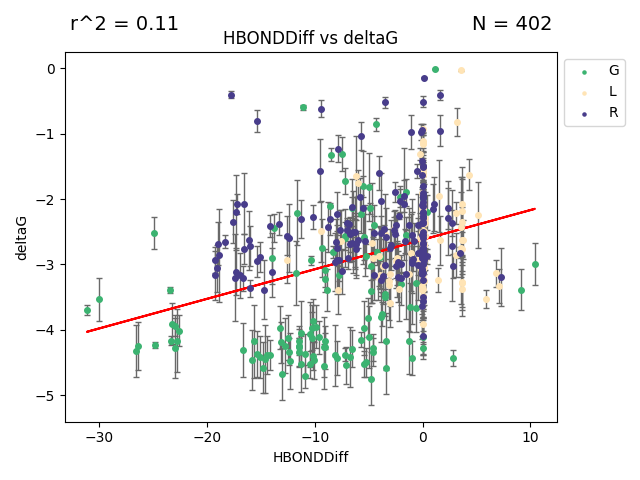 r^2 = 0.11 N = 402
HBONDDiff vs deltaG
G
L
R
deltaG
0
−1
−2
−3
−4
−5
−30 −20 −10 0 10
HBONDDiff